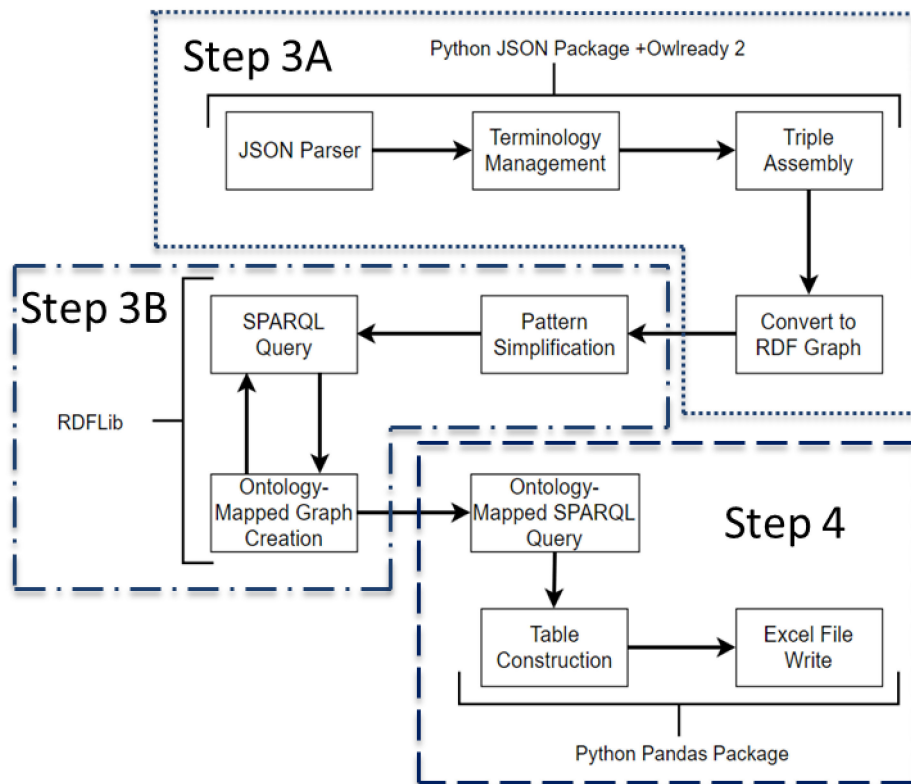 Step 3A
Python JSON Package +Owlready 2
JSON Parser
Terminology
Management
Triple
Assembly
Convert to
RDF Graph
Step 3B
Pattern
Simplification
SPARQL
Query
RDFLib
Ontology-
Mapped Graph
Creation
Step 4
Ontology-
Mapped SPARQL
Query
Table
Construction
Excel File
Write
Python Pandas Package